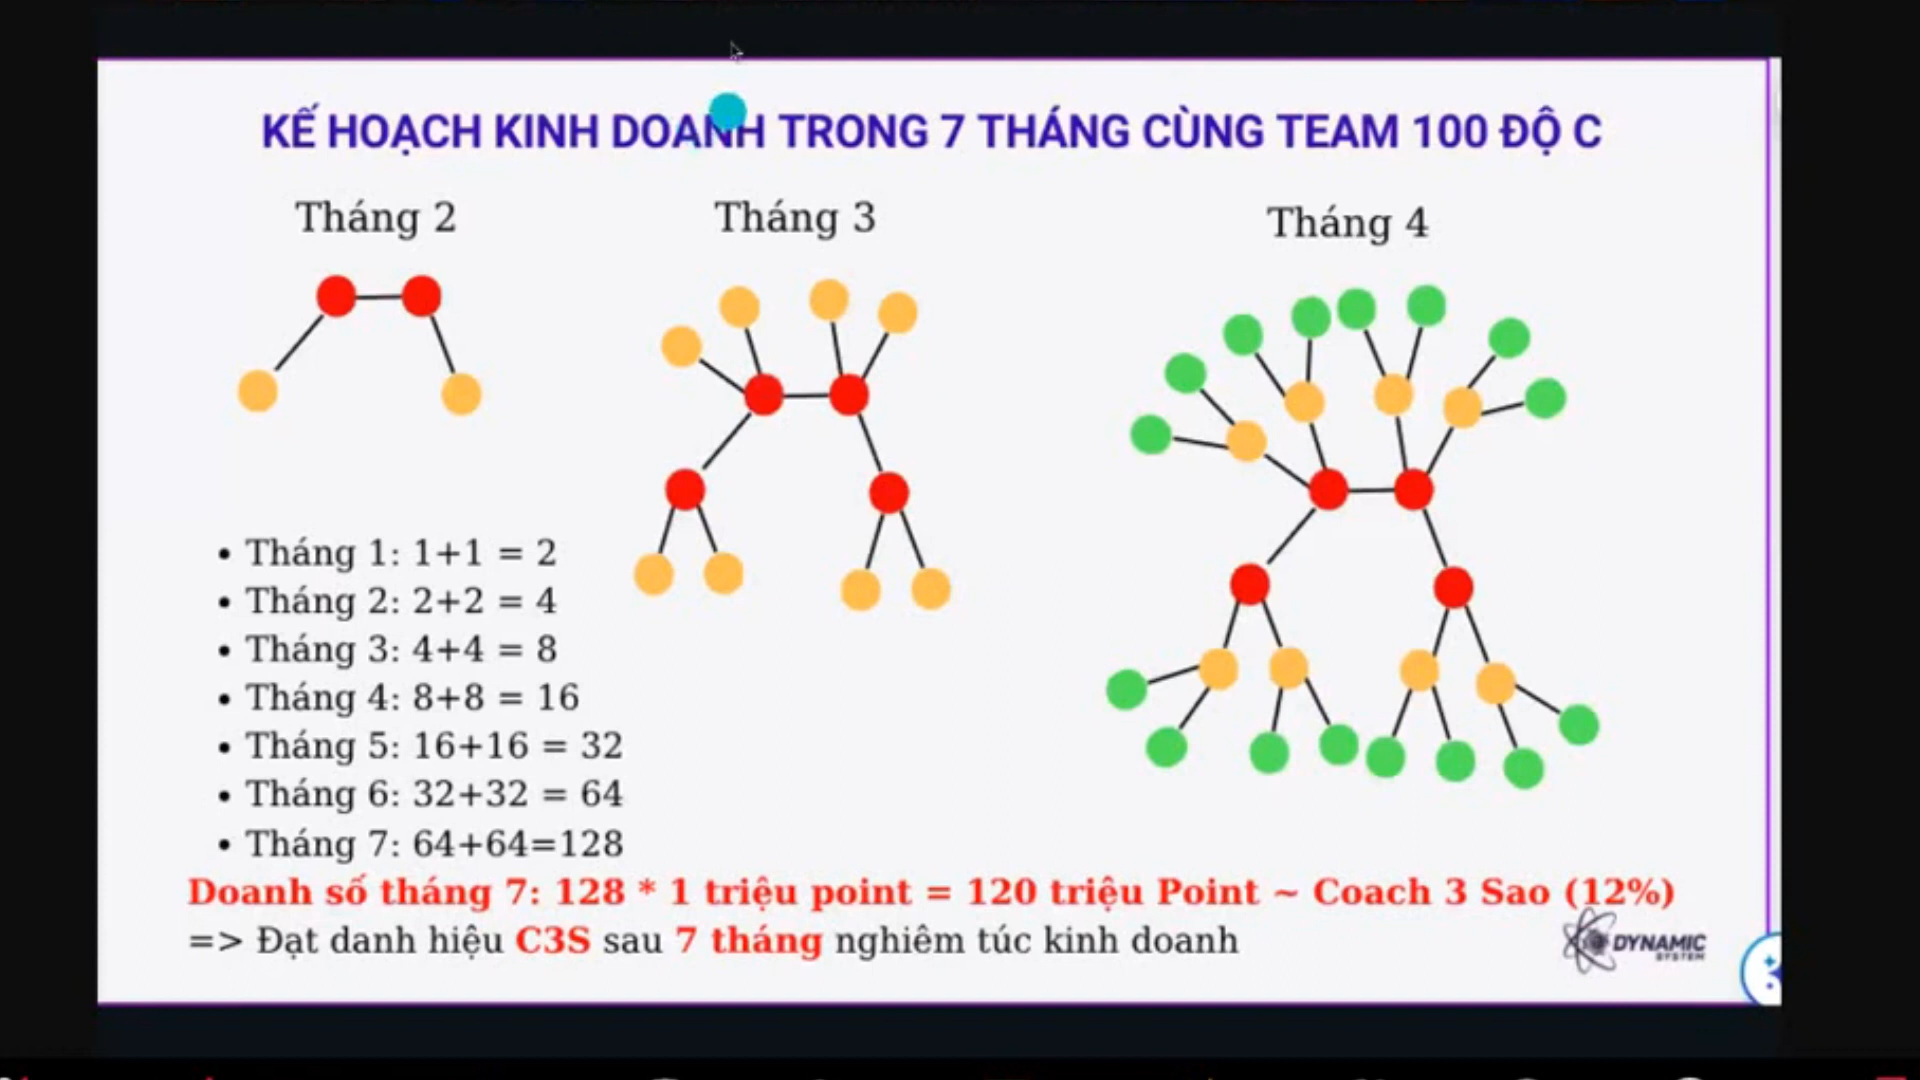 KẾ HOẠCH KINH DOANH TRONG 7 THÁNG CÙNG TEAM 100 ĐỘ C
Tháng 2
Tháng 3
Tháng 4
• Tháng 1: 1+1 = 2
• Tháng 2: 2+2 = 4
• Tháng 3: 4+4 = 8
• Tháng 4: 8+8 = 16
• Tháng 5: 16+16 = 32
• Tháng 6: 32+32 = 64
• Tháng 7: 64+64=128
Doanh số tháng 7: 128 * 1 triệu point = 120 triệu Point ~ Coach 3 Sao (12%)
=> Đạt danh hiệu C3S sau 7 tháng nghiêm túc kinh doanh
DYNAMIC
SYSTEM